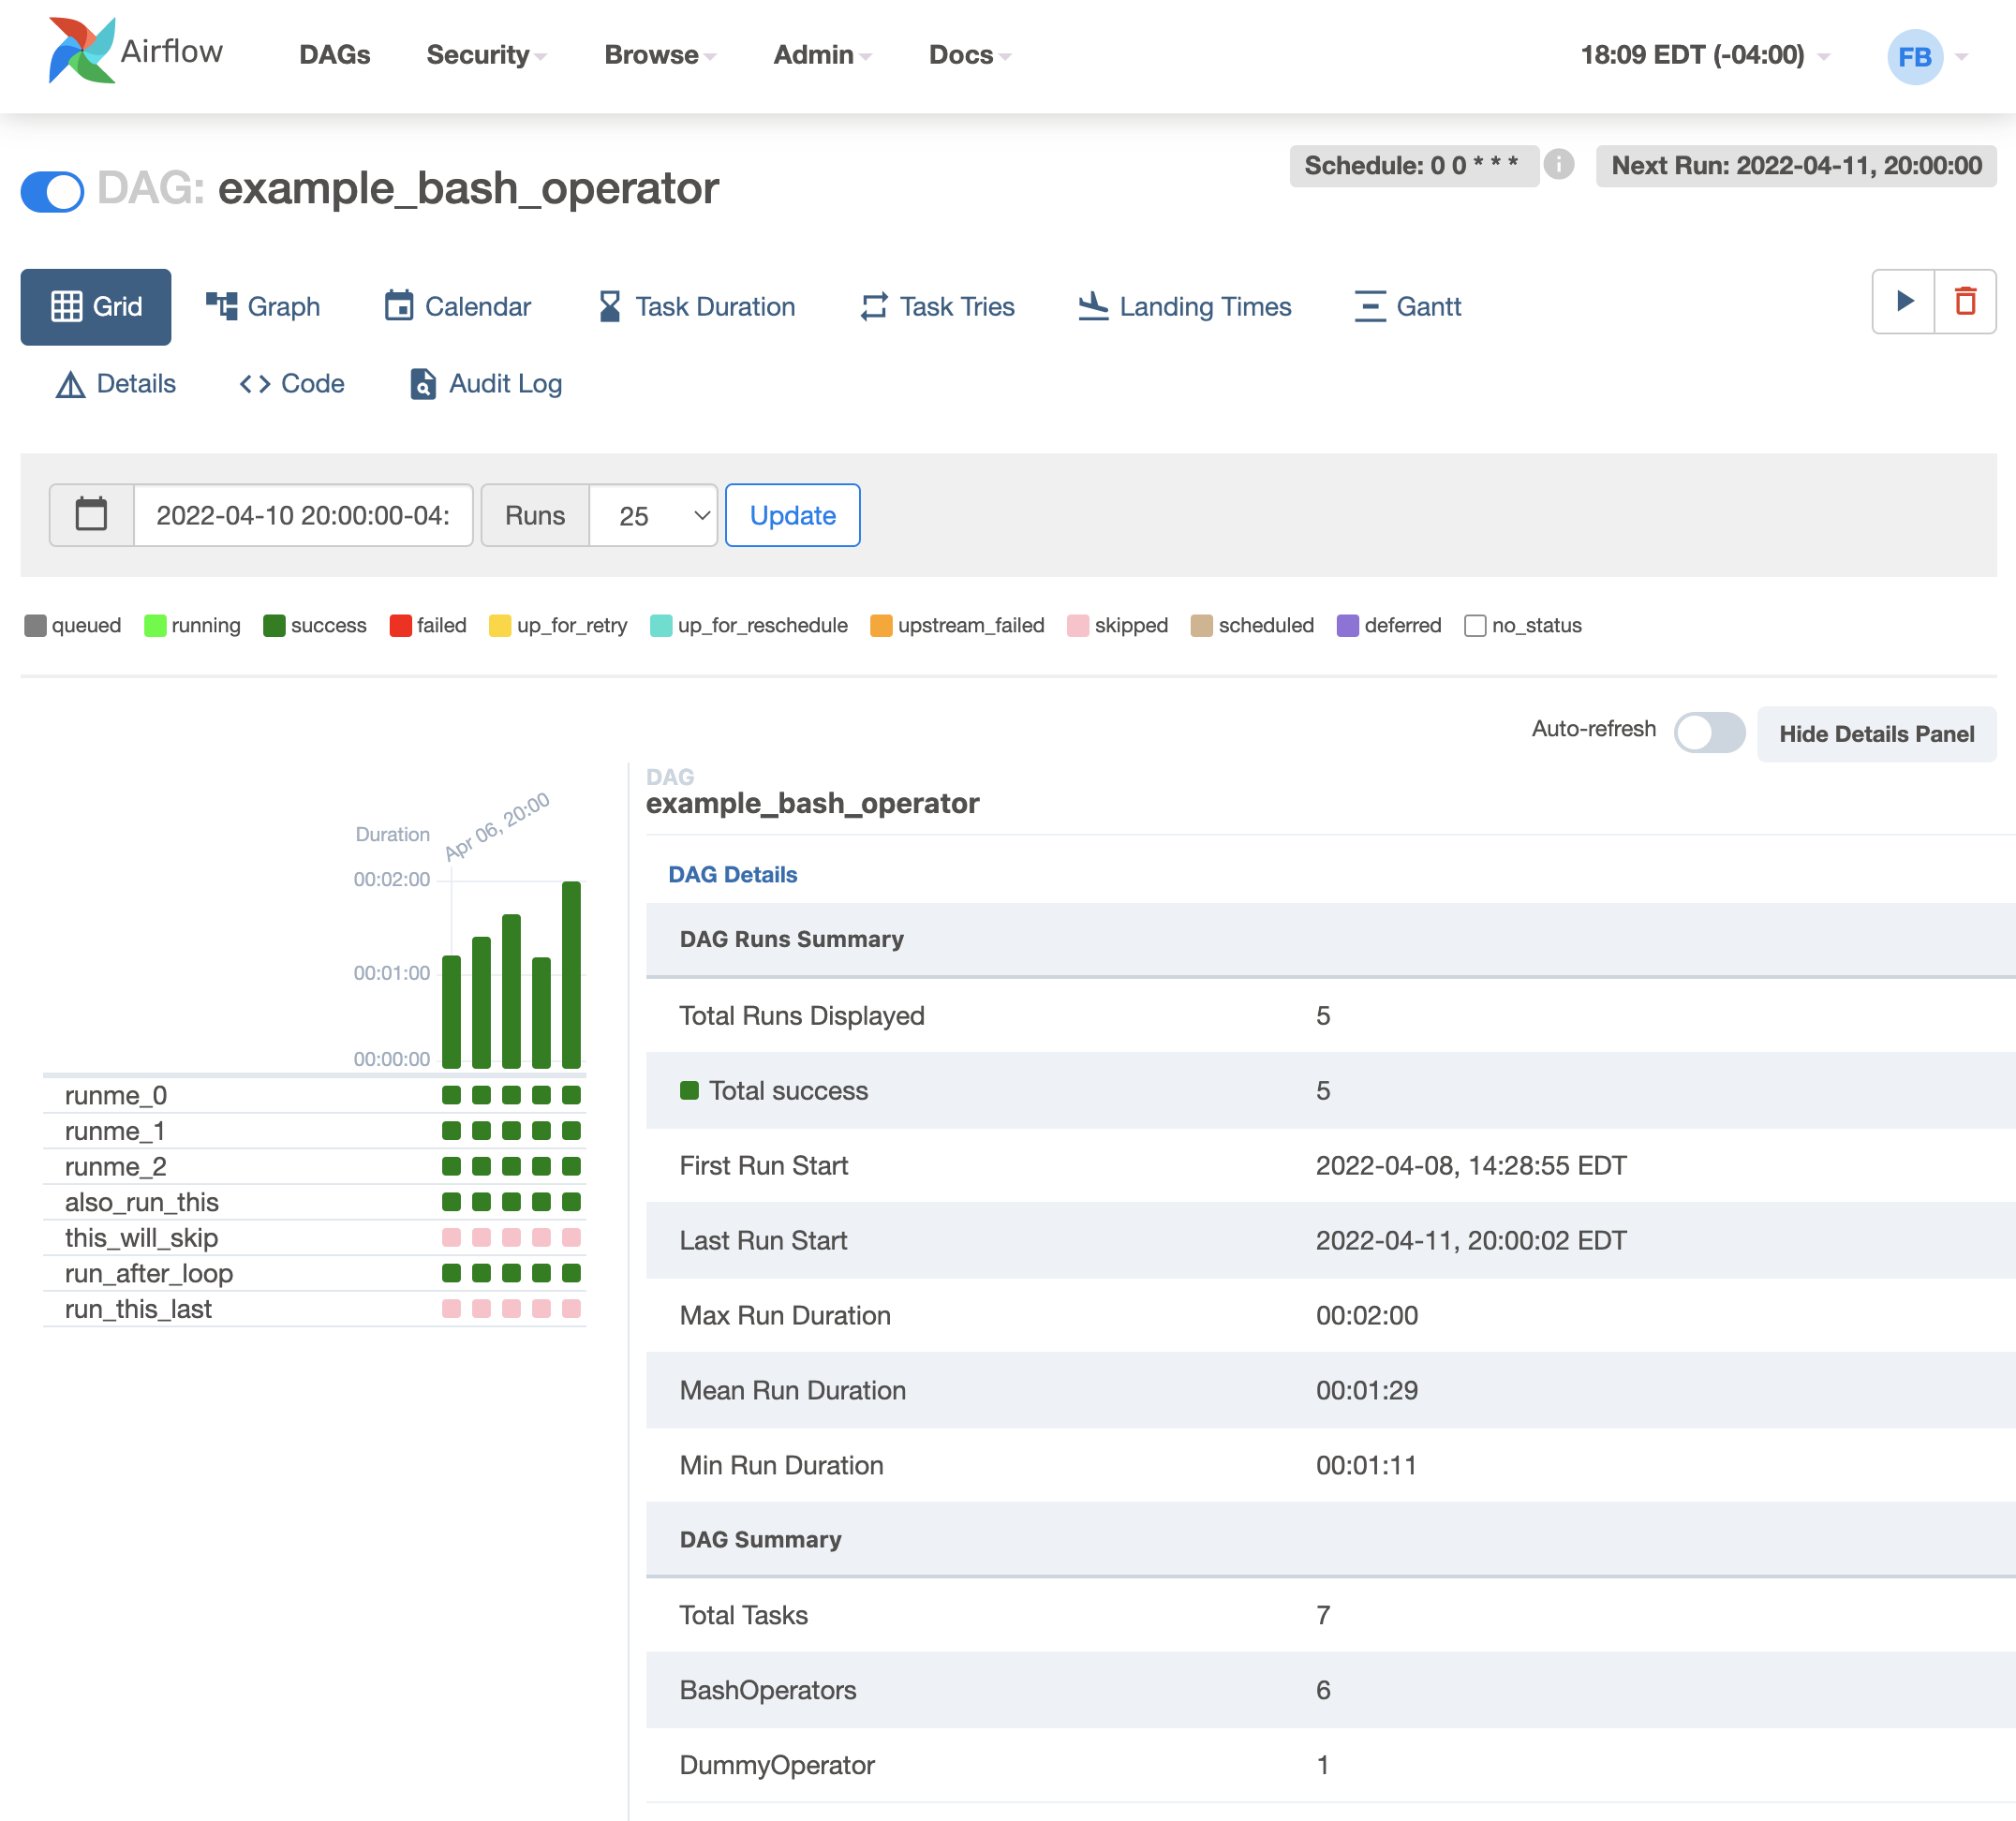 Airflow DAGs Security Browse Admin Docs 18:09 EDT (-04:00) FB
Schedule: 0 0 * * * i Next Run: 2022-04-11, 20:00:00
DAG: example_bash_operator
Grid Graph Calendar Task Duration Task Tries Landing Times Gantt
Details Code Audit Log
2022-04-10 20:00:00-04: Runs 25 Update
queued running success failed up_for_retry up_for_reschedule upstream_failed skipped scheduled deferred no_status
Auto-refresh Hide Details Panel
Duration
Apr 06, 20:00
00:02:00
00:01:00
00:00:00
runme_0
runme_1
runme_2
also_run_this
this_will_skip
run_after_loop
run_this_last
DAG
example_bash_operator
DAG Details
DAG Runs Summary
Total Runs Displayed 5
Total success 5
First Run Start 2022-04-08, 14:28:55 EDT
Last Run Start 2022-04-11, 20:00:02 EDT
Max Run Duration 00:02:00
Mean Run Duration 00:01:29
Min Run Duration 00:01:11
DAG Summary
Total Tasks 7
BashOperators 6
DummyOperator 1